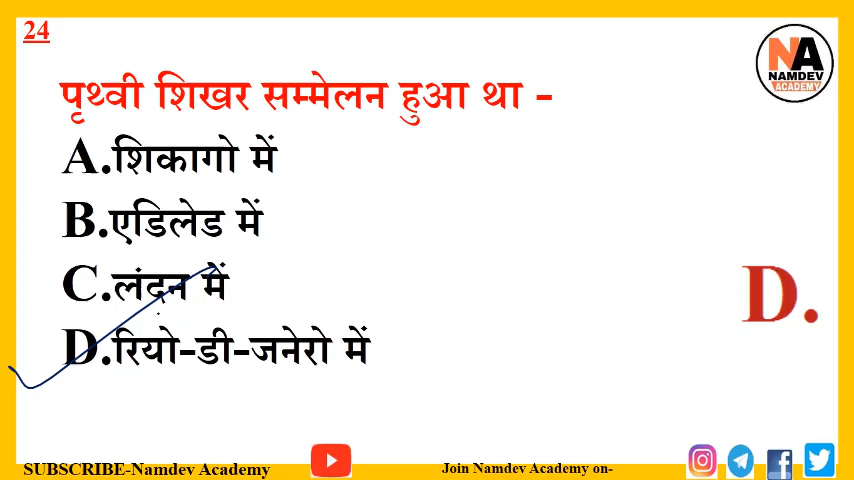 24
NA
NAMDEV
ACADEMY
पृथ्वी शिखर सम्मेलन हुआ था -
A.शिकागो में
B.एडिलेड में
C.लंदन में
D.रियो-डी-जनेरो में
D.
SUBSCRIBE-Namdev Academy
Join Namdev Academy on-